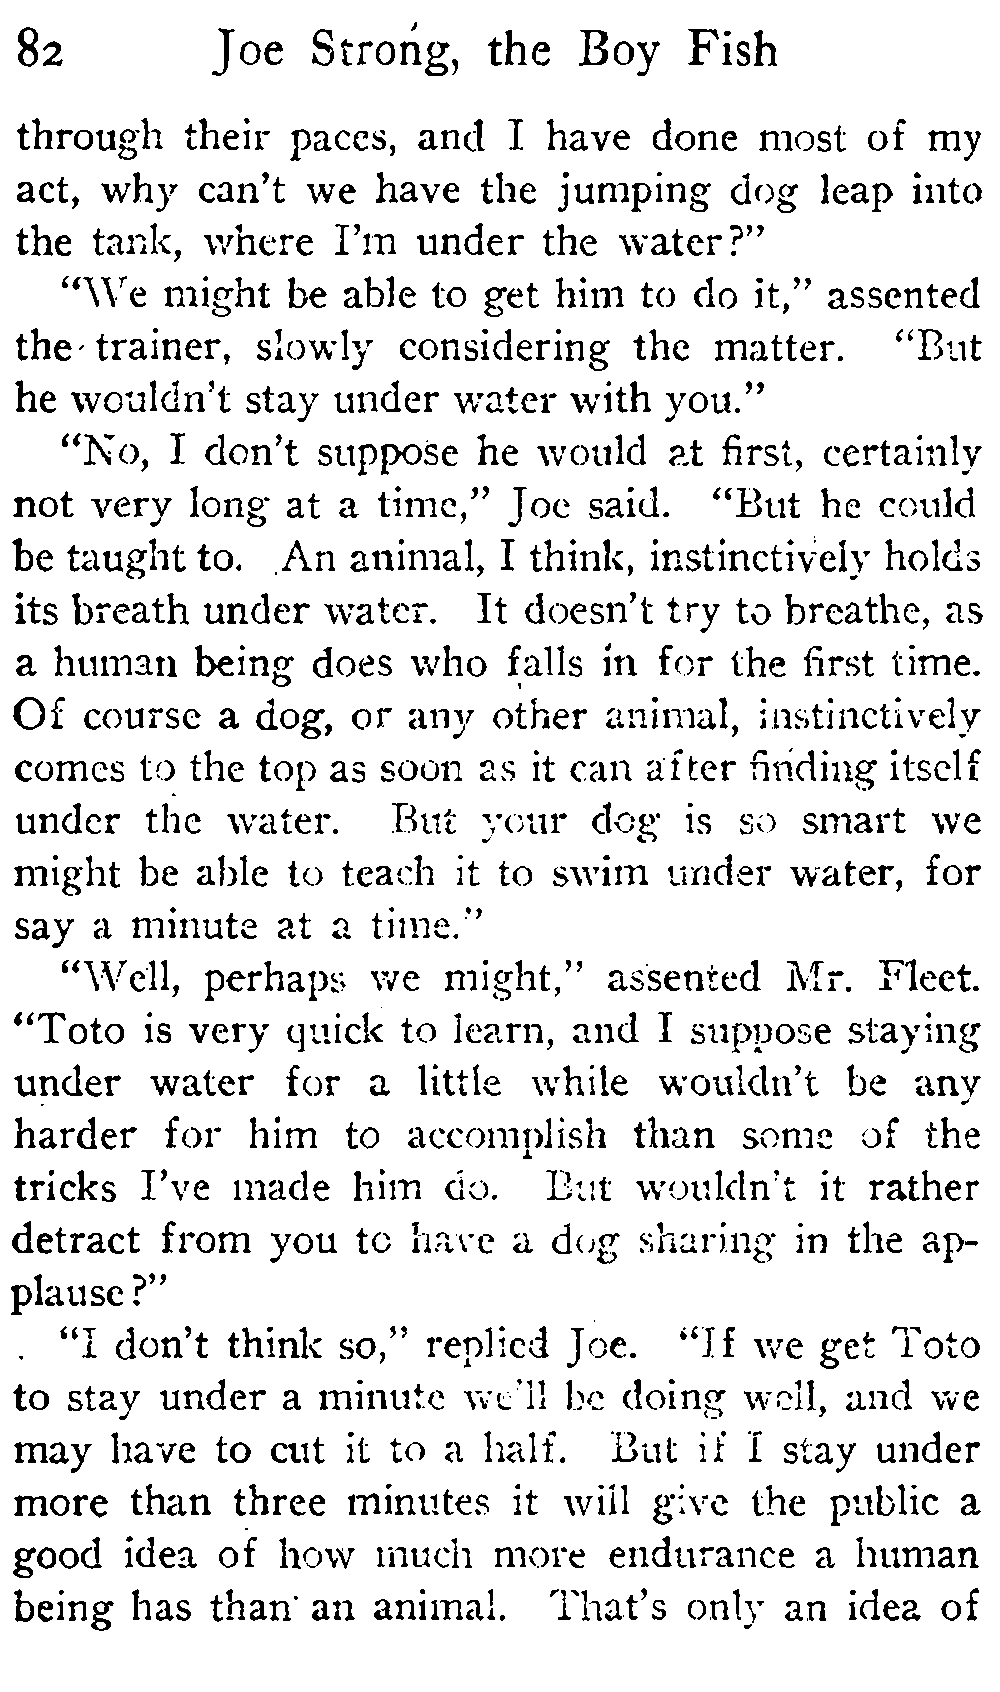 82 Joe Strong, the Boy Fish
through their paces, and I have done most of my
act, why can't we have the jumping dog leap into
the tank, where I'm under the water?"
"We might be able to get him to do it," assented
the trainer, slowly considering the matter. "But
he wouldn't stay under water with you."
"No, I don't suppose he would at first, certainly
not very long at a time," Joe said. "But he could
be taught to. An animal, I think, instinctively holds
its breath under water. It doesn't try to breathe, as
a human being does who falls in for the first time.
Of course a dog, or any other animal, instinctively
comes to the top as soon as it can after finding itself
under the water. But your dog is so smart we
might be able to teach it to swim under water, for
say a minute at a time."
"Well, perhaps we might," assented Mr. Fleet.
"Toto is very quick to learn, and I suppose staying
under water for a little while wouldn't be any
harder for him to accomplish than some of the
tricks I've made him do. But wouldn't it rather
detract from you to have a dog sharing in the ap-
plause?"
"I don't think so," replied Joe. "If we get Toto
to stay under a minute we'll be doing well, and we
may have to cut it to a half. But if I stay under
more than three minutes it will give the public a
good idea of how much more endurance a human
being has than an animal. That's only an idea of